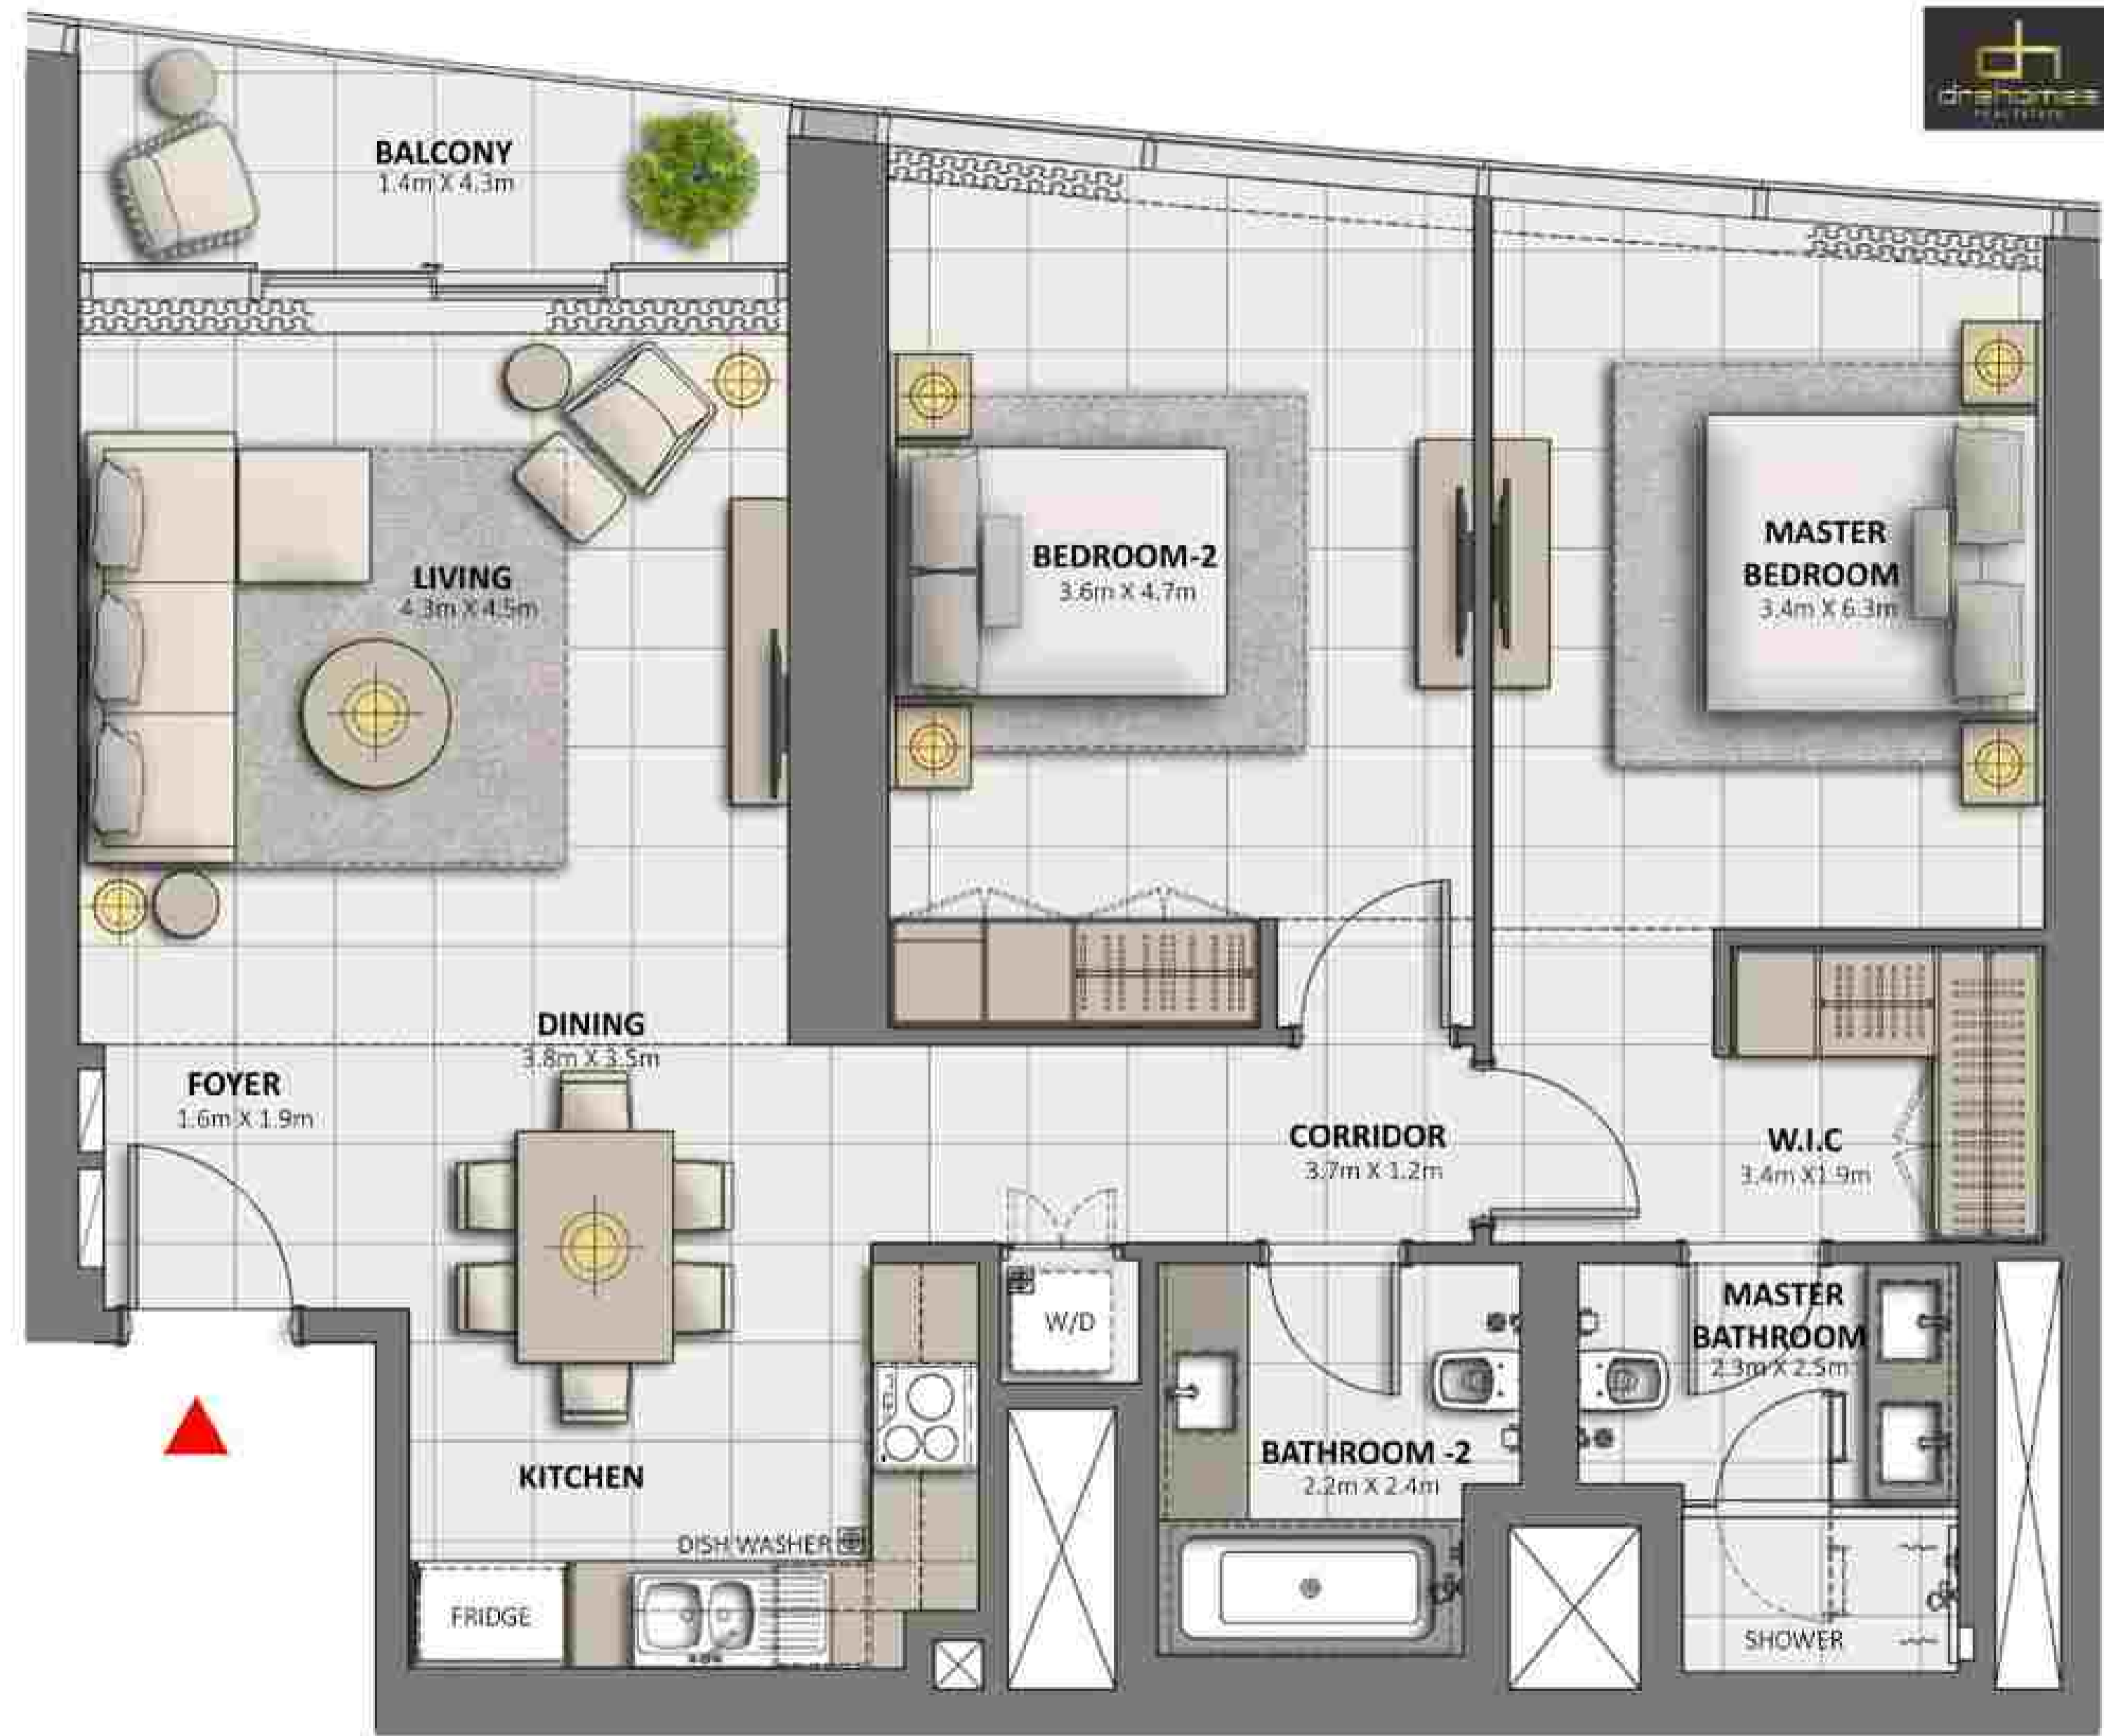 BALCONY
1.4m X 4.3m
LIVING
4.3m X 4.5m
BEDROOM-2
3.6m X 4.7m
MASTER
BEDROOM
3.4m X 6.3m
DINING
3.8m X 3.5m
FOYER
1.6m X 1.9m
CORRIDOR
3.7m X 1.2m
W.I.C
3.4m X1.9m
W/D
MASTER
BATHROOM
2.3m X 2.5m
BATHROOM -2
2.2m X 2.4m
KITCHEN
DISH WASHER
FRIDGE
SHOWER